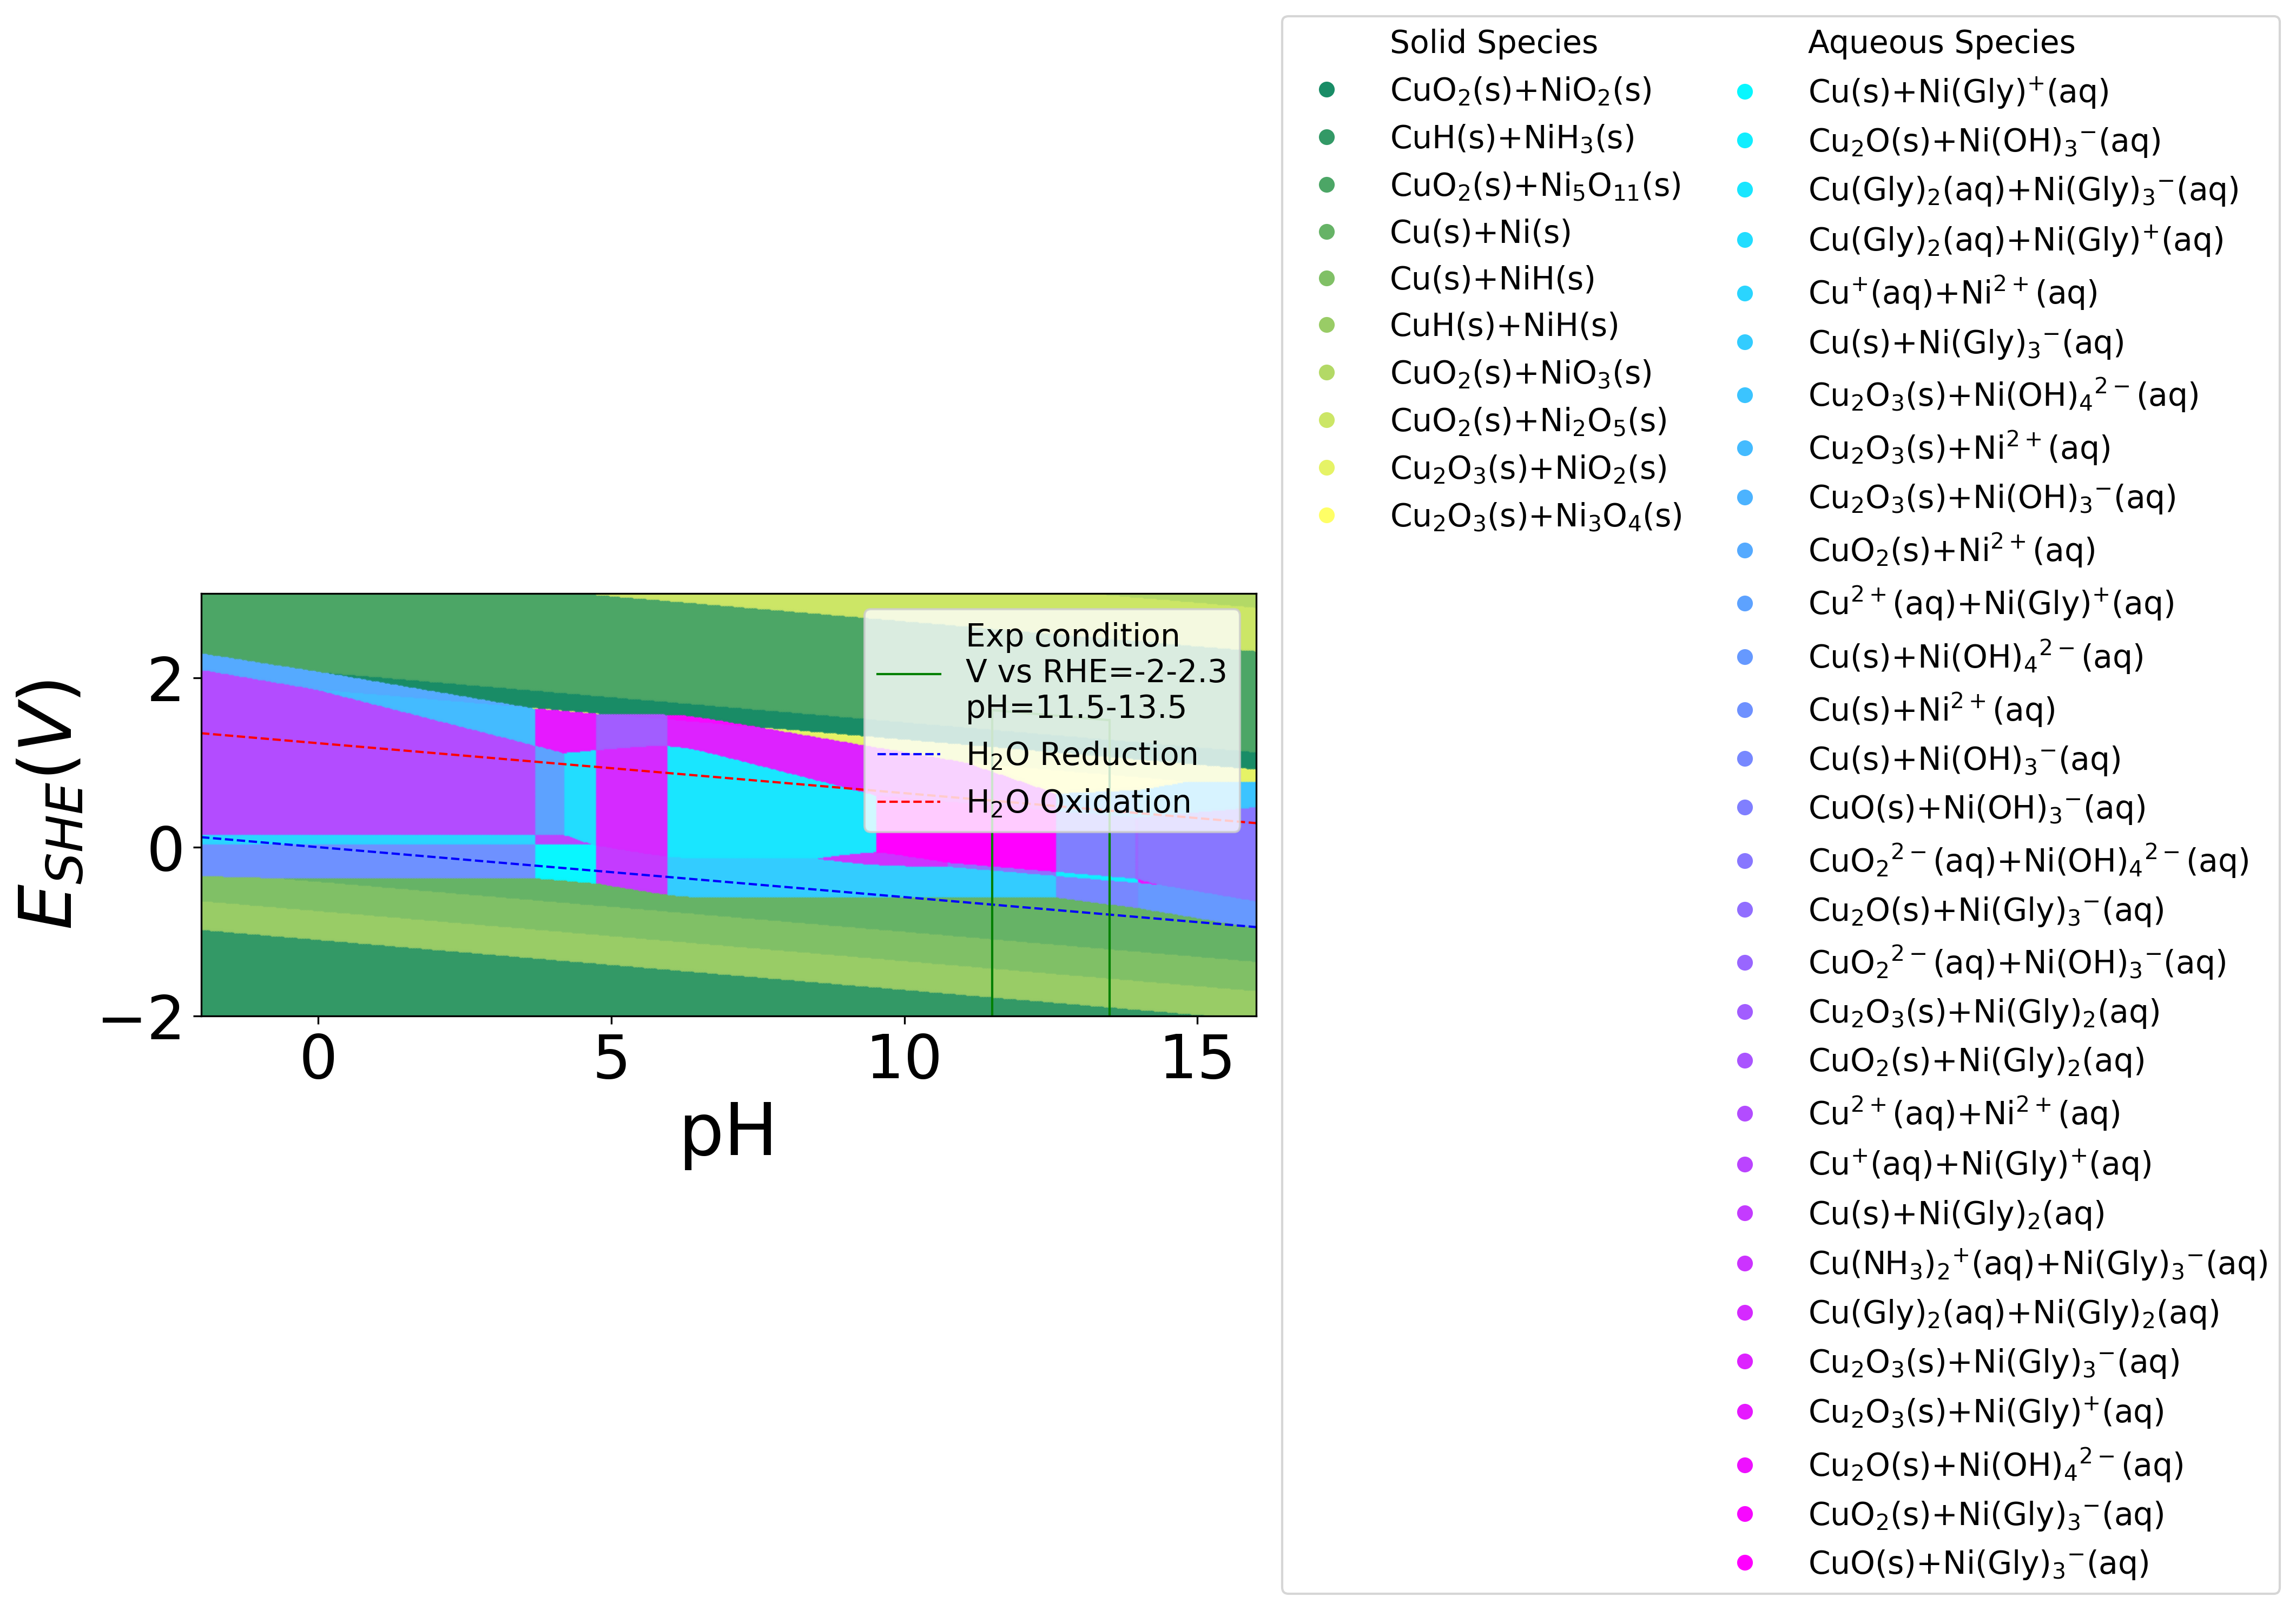 Solid Species
CuO₂(s)+NiO₂(s)
CuH(s)+NiH₃(s)
CuO₂(s)+Ni₅O₁₁(s)
Cu(s)+Ni(s)
Cu(s)+NiH(s)
CuH(s)+NiH(s)
CuO₂(s)+NiO₃(s)
CuO₂(s)+Ni₂O₅(s)
Cu₂O₃(s)+NiO₂(s)
Cu₂O₃(s)+Ni₃O₄(s)
Aqueous Species
Cu(s)+Ni(Gly)⁺(aq)
Cu₂O(s)+Ni(OH)₃⁻(aq)
Cu(Gly)₂(aq)+Ni(Gly)₃⁻(aq)
Cu(Gly)₂(aq)+Ni(Gly)⁺(aq)
Cu⁺(aq)+Ni²⁺(aq)
Cu(s)+Ni(Gly)₃⁻(aq)
Cu₂O₃(s)+Ni(OH)₄²⁻(aq)
Cu₂O₃(s)+Ni²⁺(aq)
Cu₂O₃(s)+Ni(OH)₃⁻(aq)
CuO₂(s)+Ni²⁺(aq)
Cu²⁺(aq)+Ni(Gly)⁺(aq)
Cu(s)+Ni(OH)₄²⁻(aq)
Cu(s)+Ni²⁺(aq)
Cu(s)+Ni(OH)₃⁻(aq)
CuO(s)+Ni(OH)₃⁻(aq)
CuO₂²⁻(aq)+Ni(OH)₄²⁻(aq)
Cu₂O(s)+Ni(Gly)₃⁻(aq)
CuO₂²⁻(aq)+Ni(OH)₃⁻(aq)
Cu₂O₃(s)+Ni(Gly)₂(aq)
CuO₂(s)+Ni(Gly)₂(aq)
Cu²⁺(aq)+Ni²⁺(aq)
Cu⁺(aq)+Ni(Gly)⁺(aq)
Cu(s)+Ni(Gly)₂(aq)
Cu(NH₃)₂⁺(aq)+Ni(Gly)₃⁻(aq)
Cu(Gly)₂(aq)+Ni(Gly)₂(aq)
Cu₂O₃(s)+Ni(Gly)₃⁻(aq)
Cu₂O₃(s)+Ni(Gly)⁺(aq)
Cu₂O(s)+Ni(OH)₄²⁻(aq)
CuO₂(s)+Ni(Gly)₃⁻(aq)
CuO(s)+Ni(Gly)₃⁻(aq)
Exp condition
V vs RHE=-2-2.3
pH=11.5-13.5
H₂O Reduction
H₂O Oxidation
E_SHE(V)
2
0
−2
0 5 10 15
pH